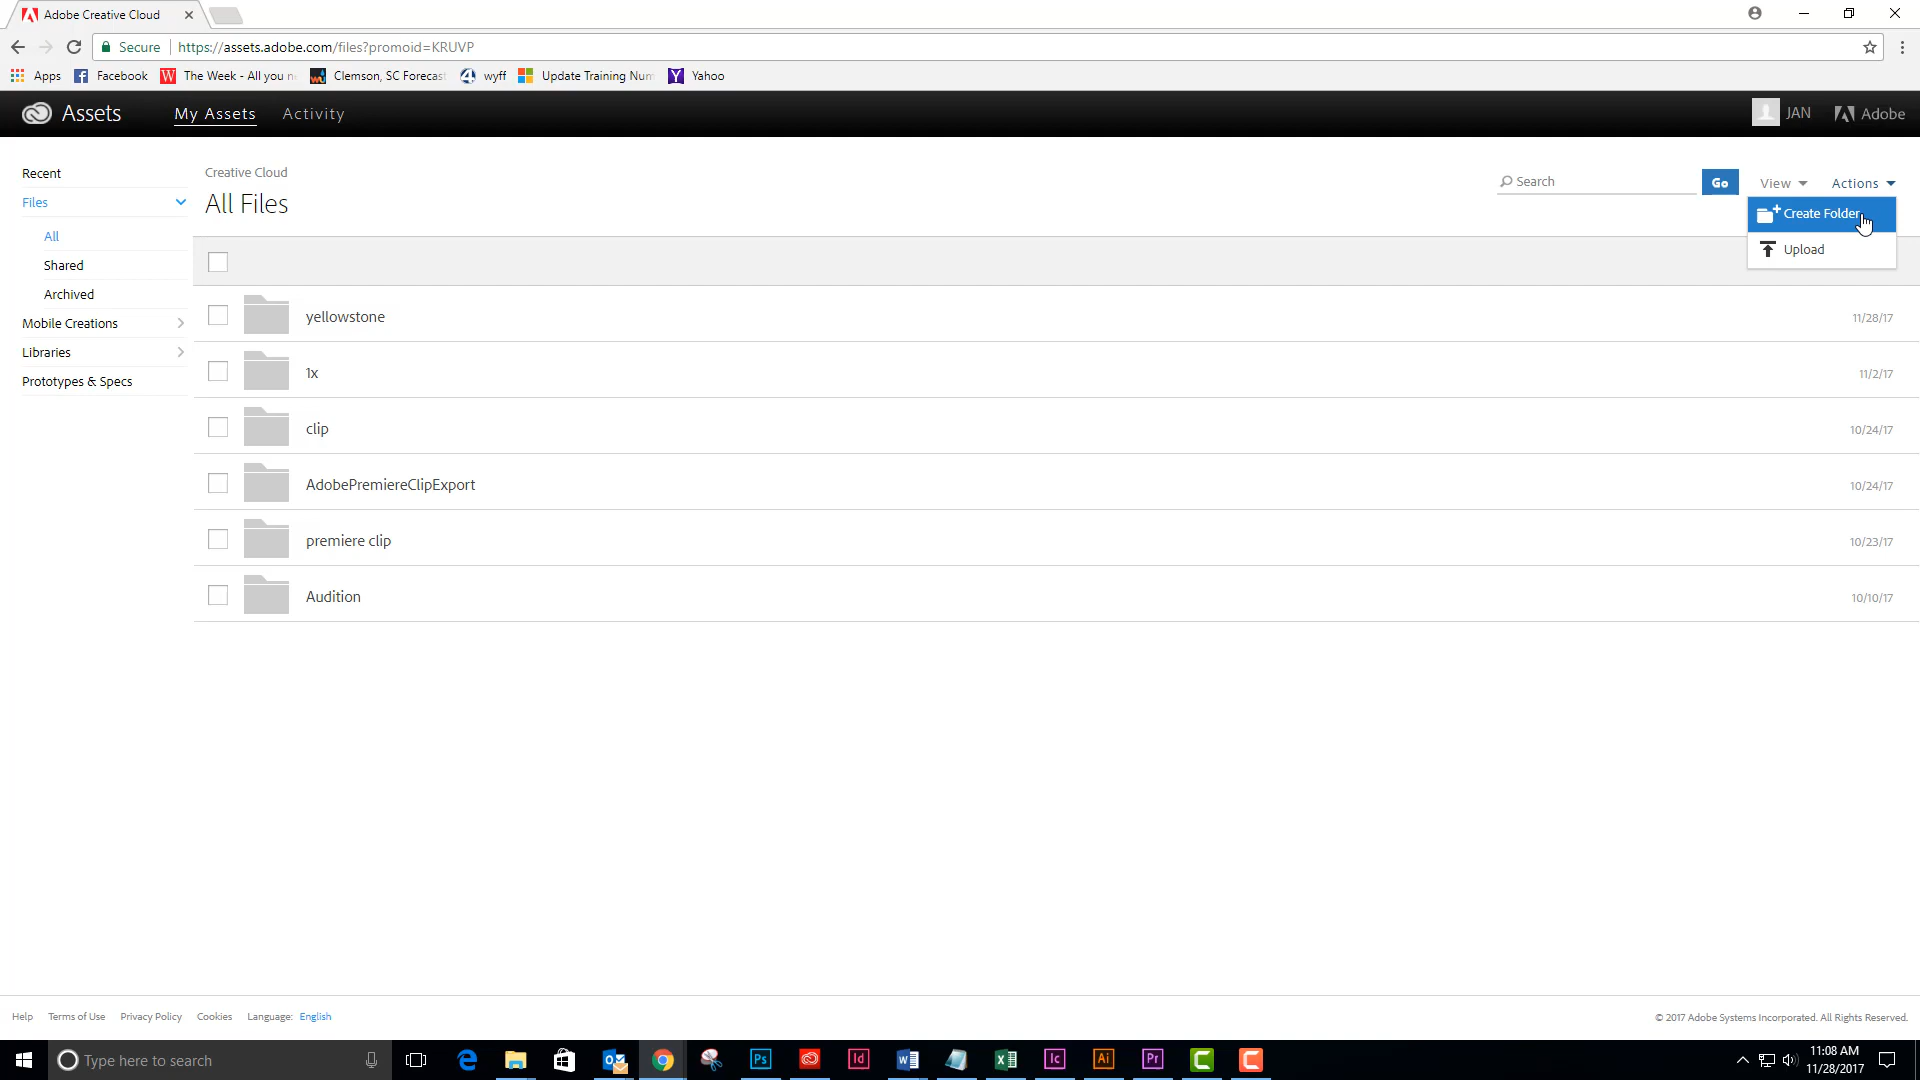 Adobe Creative Cloud
Secure https://assets.adobe.com/files?promoid=KRUVP
Apps Facebook The Week - All you n Clemson, SC Forecast wyff Update Training Num Yahoo
Assets My Assets Activity JAN Adobe
Recent
Files
All
Shared
Archived
Mobile Creations
Libraries
Prototypes & Specs
Creative Cloud
All Files
Search Go View Actions
Create Folder
Upload
yellowstone 11/28/17
1x 11/2/17
clip 10/24/17
AdobePremiereClipExport 10/24/17
premiere clip 10/23/17
Audition 10/10/17
Help Terms of Use Privacy Policy Cookies Language: English
© 2017 Adobe Systems Incorporated. All Rights Reserved.
Type here to search
Ps Id Ic Ai Pr
11:08 AM
11/28/2017